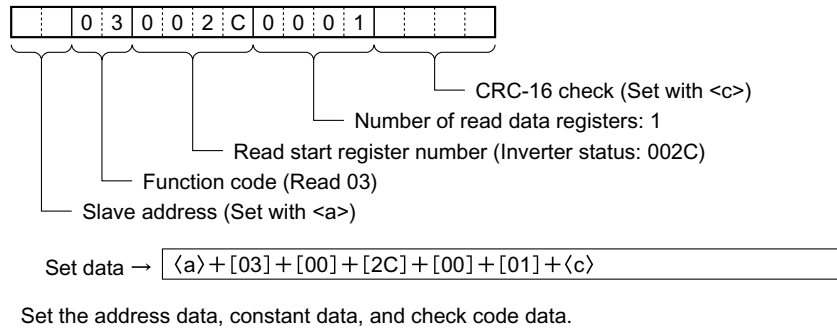 0 3 0 0 2 C 0 0 0 1
CRC-16 check (Set with <c>)
Number of read data registers: 1
Read start register number (Inverter status: 002C)
Function code (Read 03)
Slave address (Set with <a>)
Set data → 〈a〉+[03]+[00]+[2C]+[00]+[01]+〈c〉
Set the address data, constant data, and check code data.